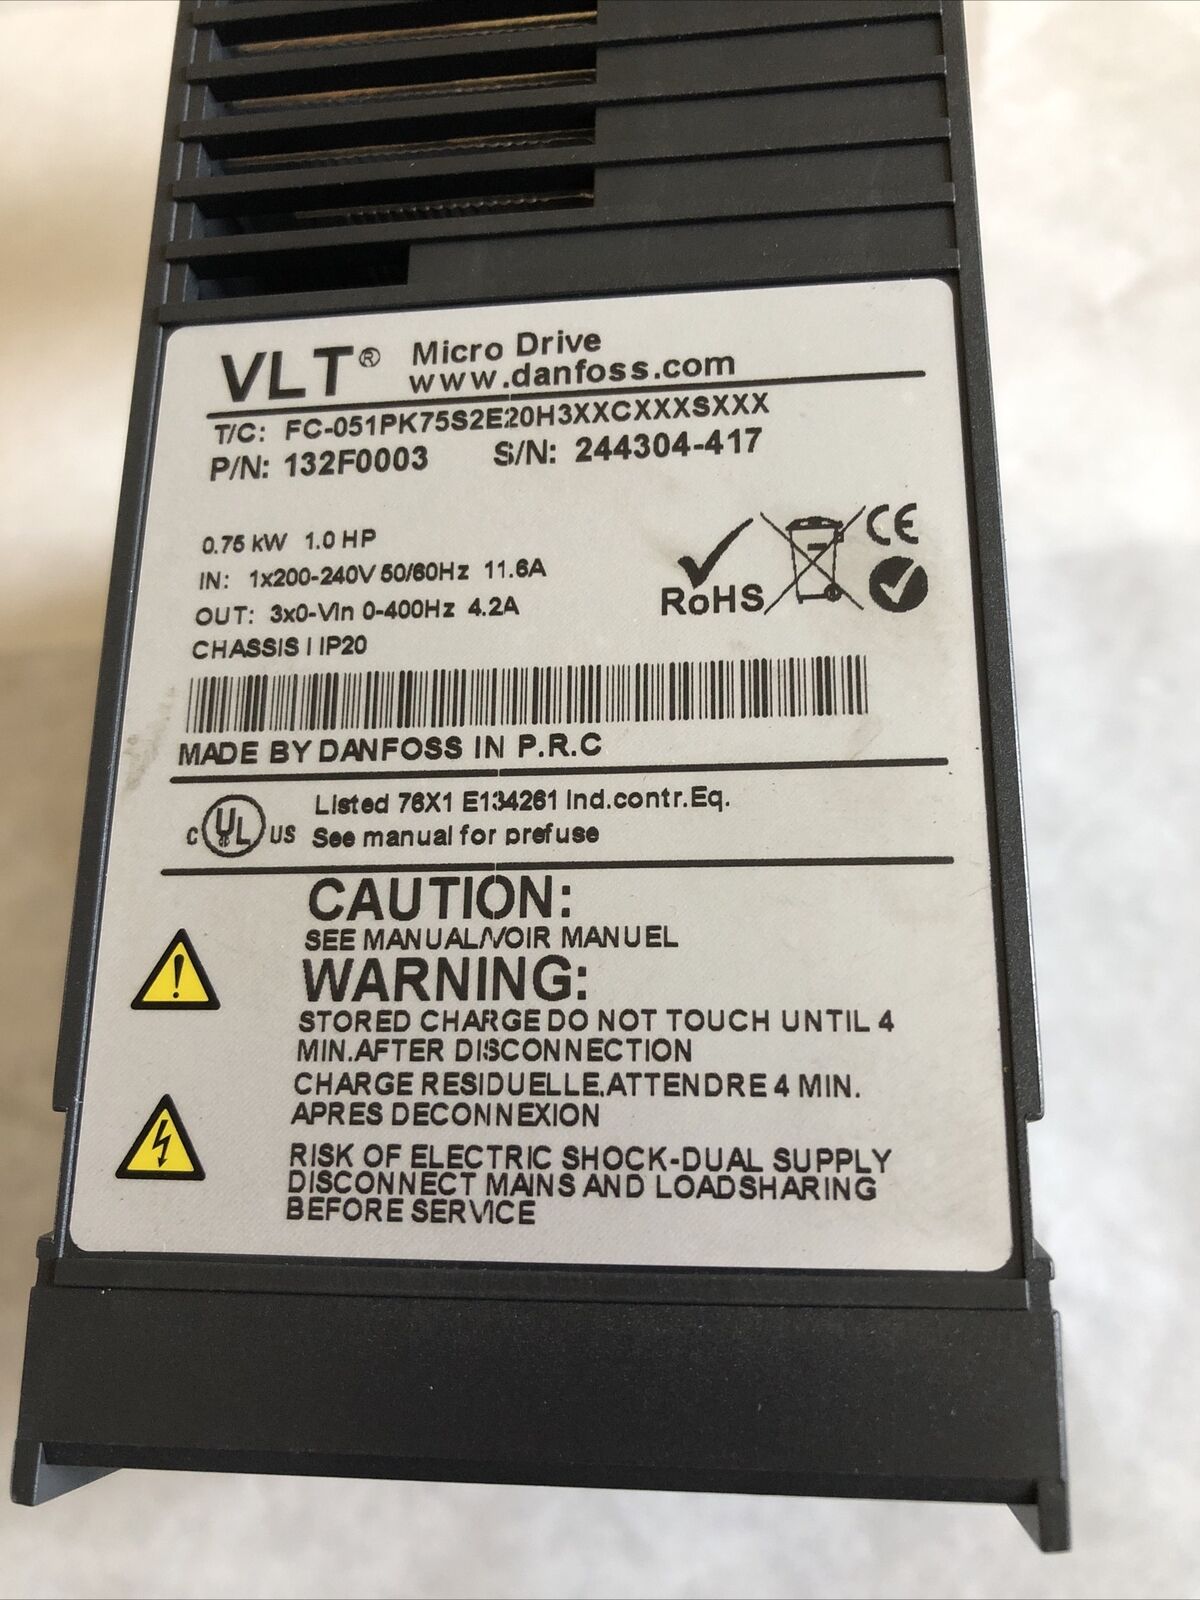 VLT® Micro Drive
www.danfoss.com
T/C: FC-051PK75S2E20H3XXCXXXSXXX
P/N: 132F0003 S/N: 244304-417
0.75 kW 1.0 HP
IN: 1x200-240V 50/60Hz 11.6A
OUT: 3x0-Vin 0-400Hz 4.2A
CHASSIS I IP20
RoHS
CE
MADE BY DANFOSS IN P.R.C
c UL US Listed 76X1 E134261 Ind.contr.Eq.
See manual for prefuse
CAUTION:
SEE MANUAL/VOIR MANUEL
WARNING:
STORED CHARGE DO NOT TOUCH UNTIL 4
MIN.AFTER DISCONNECTION
CHARGE RESIDUELLE,ATTENDRE 4 MIN.
APRES DECONNEXION
RISK OF ELECTRIC SHOCK-DUAL SUPPLY
DISCONNECT MAINS AND LOADSHARING
BEFORE SERVICE